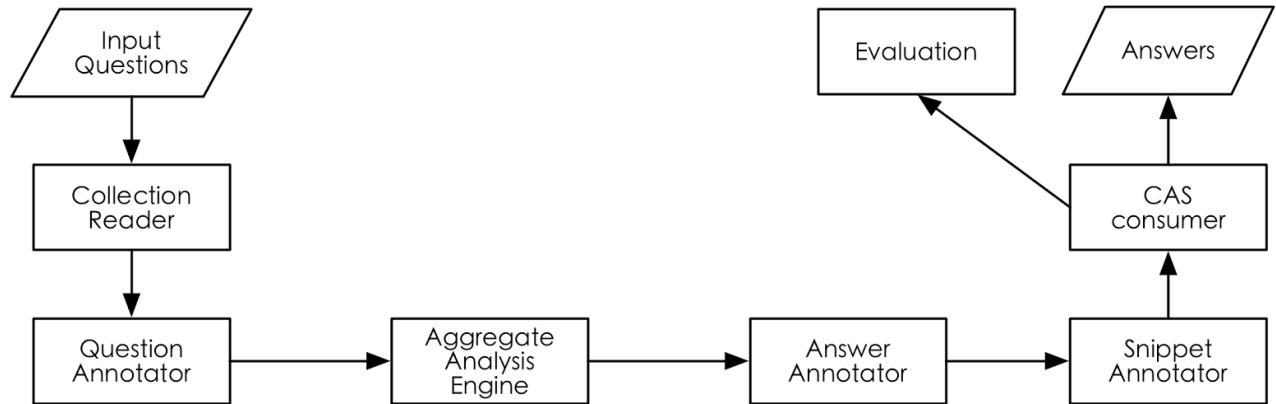 Input
Questions
Evaluation
Answers
Collection
Reader
CAS
consumer
Question
Annotator
Aggregate
Analysis
Engine
Answer
Annotator
Snippet
Annotator